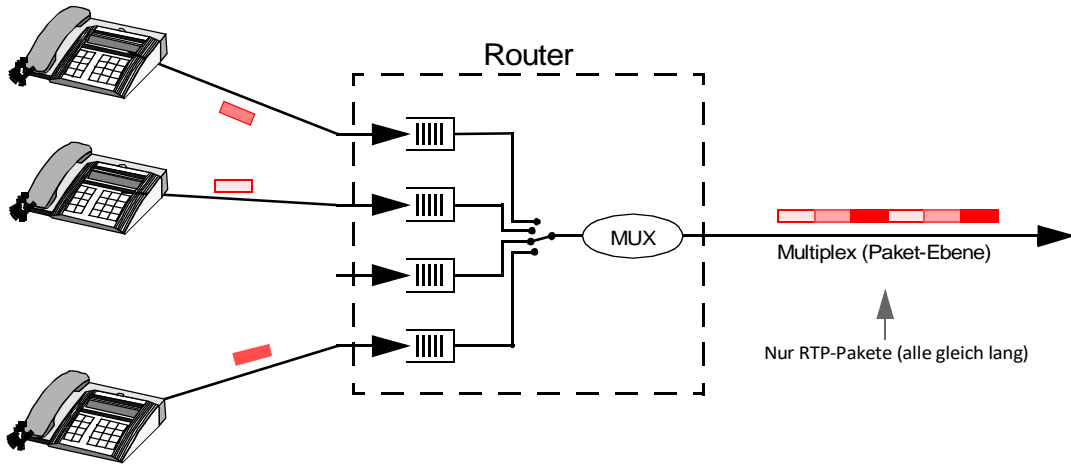 Router
MUX
Multiplex (Paket-Ebene)
Nur RTP-Pakete (alle gleich lang)